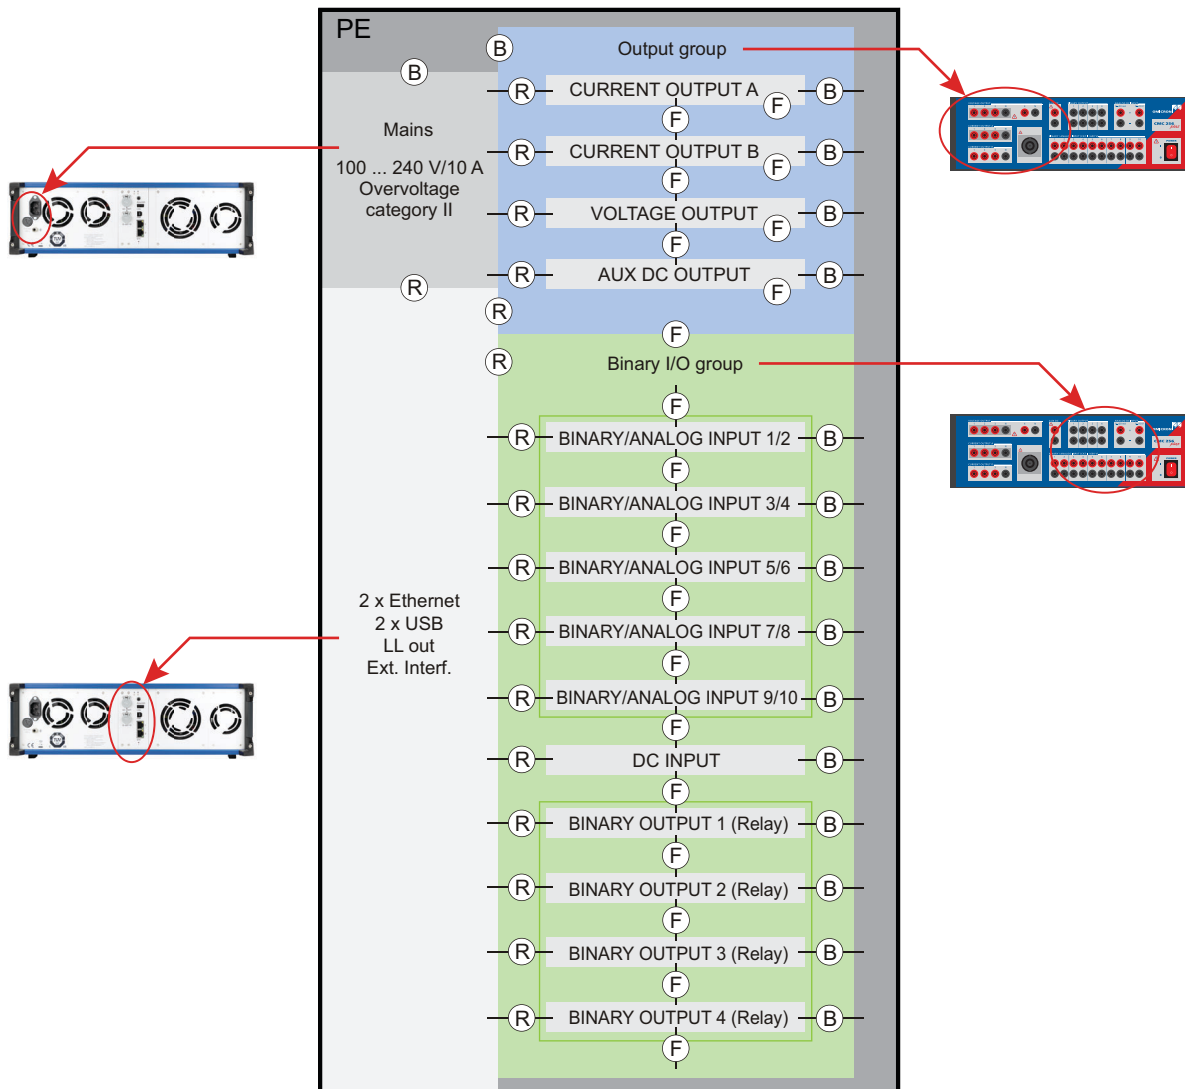 PE
B
Output group
B
R
CURRENT OUTPUT A
B
F
F
Mains
R
CURRENT OUTPUT B
B
100 ... 240 V/10 A
F
Overvoltage
F
category II
R
VOLTAGE OUTPUT
B
F
F
R
AUX DC OUTPUT
B
R
F
R
F
R
Binary I/O group
F
R
BINARY/ANALOG INPUT 1/2
B
F
R
BINARY/ANALOG INPUT 3/4
B
F
R
BINARY/ANALOG INPUT 5/6
B
F
2 x Ethernet
2 x USB
LL out
Ext. Interf.
R
BINARY/ANALOG INPUT 7/8
B
F
R
BINARY/ANALOG INPUT 9/10
B
F
R
DC INPUT
B
F
R
BINARY OUTPUT 1 (Relay)
B
F
R
BINARY OUTPUT 2 (Relay)
B
F
R
BINARY OUTPUT 3 (Relay)
B
F
R
BINARY OUTPUT 4 (Relay)
B
F